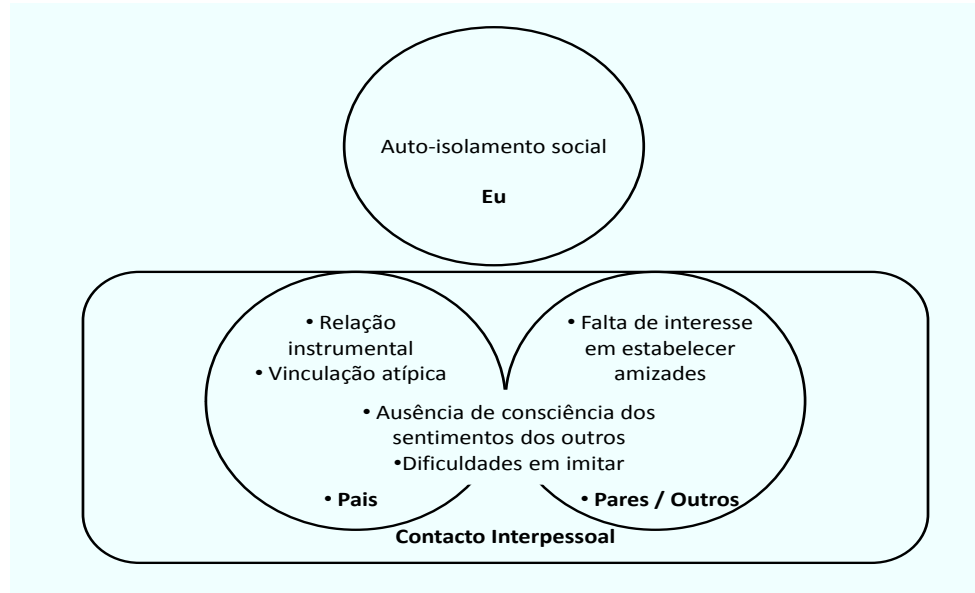 Auto-isolamento social
Eu
• Relação
instrumental
• Vinculação atípica
• Falta de interesse
em estabelecer
amizades
• Ausência de consciência dos
sentimentos dos outros
•Dificuldades em imitar
• Pais
• Pares / Outros
Contacto Interpessoal